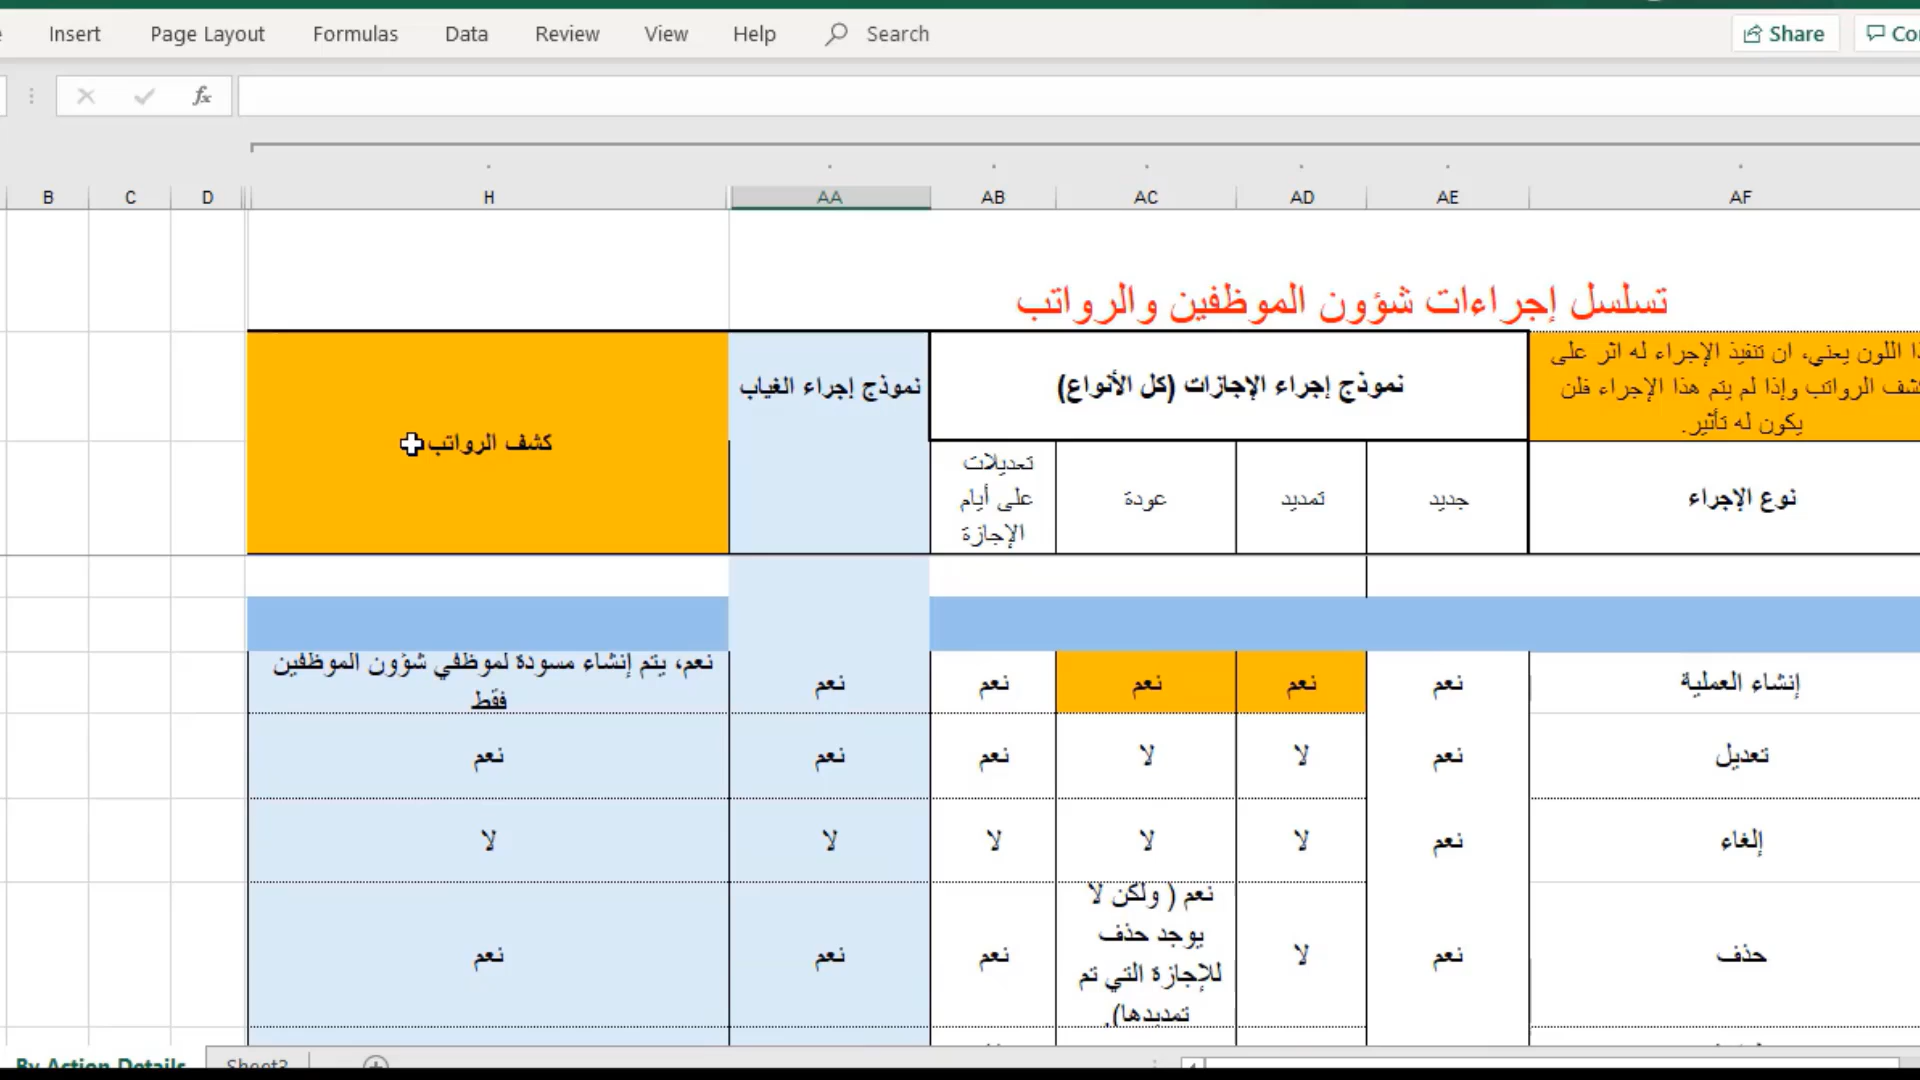 Insert Page Layout Formulas Data Review View Help Search Share
fx
B C D H AA AB AC AD AE AF
تسلسل إجراءات شؤون الموظفين والرواتب
اللون يعني، ان تنفيذ الإجراء له اثر على
الرواتب وإذا لم يتم هذا الإجراء فلن
يكون له تأثير.
نموذج إجراء الإجازات (كل الأنواع)
نموذج إجراء الغياب
كشف الرواتب
نوع الإجراء
جديد
تمديد
عودة
تعديلات
على أيام
الإجازة
إنشاء العملية
نعم
نعم
نعم
نعم
نعم
نعم، يتم إنشاء مسودة لموظفي شؤون الموظفين
فقط
تعديل
نعم
لا
لا
نعم
نعم
نعم
إلغاء
نعم
لا
لا
لا
لا
لا
حذف
نعم
لا
نعم ( ولكن لا
يوجد حذف
للإجازة التي تم
تمديدها).
نعم
نعم
نعم
By Action Details Sheet3